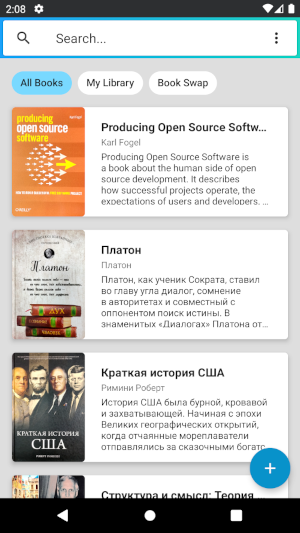 2:08
Search...
All Books
My Library
Book Swap
producing
open source
software
O'REILLY
Producing Open Source Softw...
Karl Fogel
Producing Open Source Software is
a book about the human side of open
source development. It describes
how successful projects operate, the
expectations of users and developers. ...
Платон
ДУХ
Платон
Платон
Платон, как ученик Сократа, ставил
во главу угла диалог, сомнение
в авторитетах и совместный с
оппонентом поиск истины. В
знаменитых «Диалогах» Платона от...
КРАТКАЯ ИСТОРИЯ
США
РОБЕРТ РИМИНИ
Краткая история США
Римини Роберт
История США была бурной, кровавой
и захватывающей. Начиная с эпохи
Великих географических открытий,
когда отчаянные мореплаватели
отправлялись за сказочными богатс
Структура и смысл: Теория